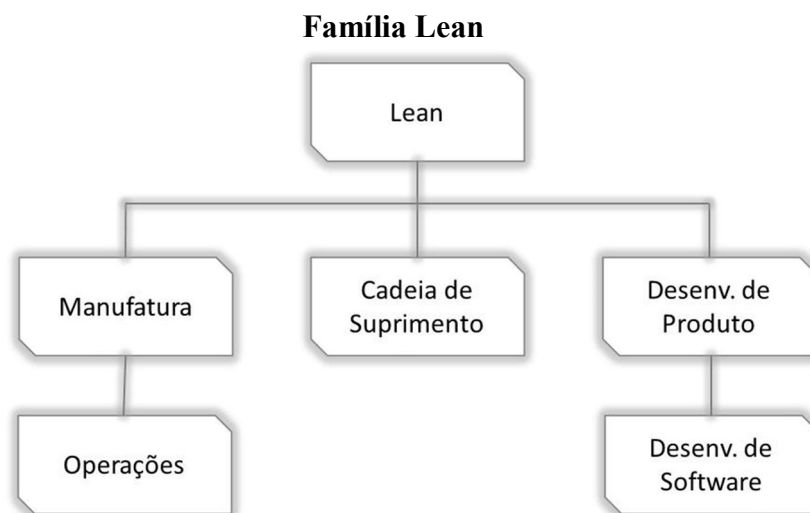 Família Lean
Lean
Manufatura
Cadeia de
Suprimento
Desenv. de
Produto
Operações
Desenv. de
Software